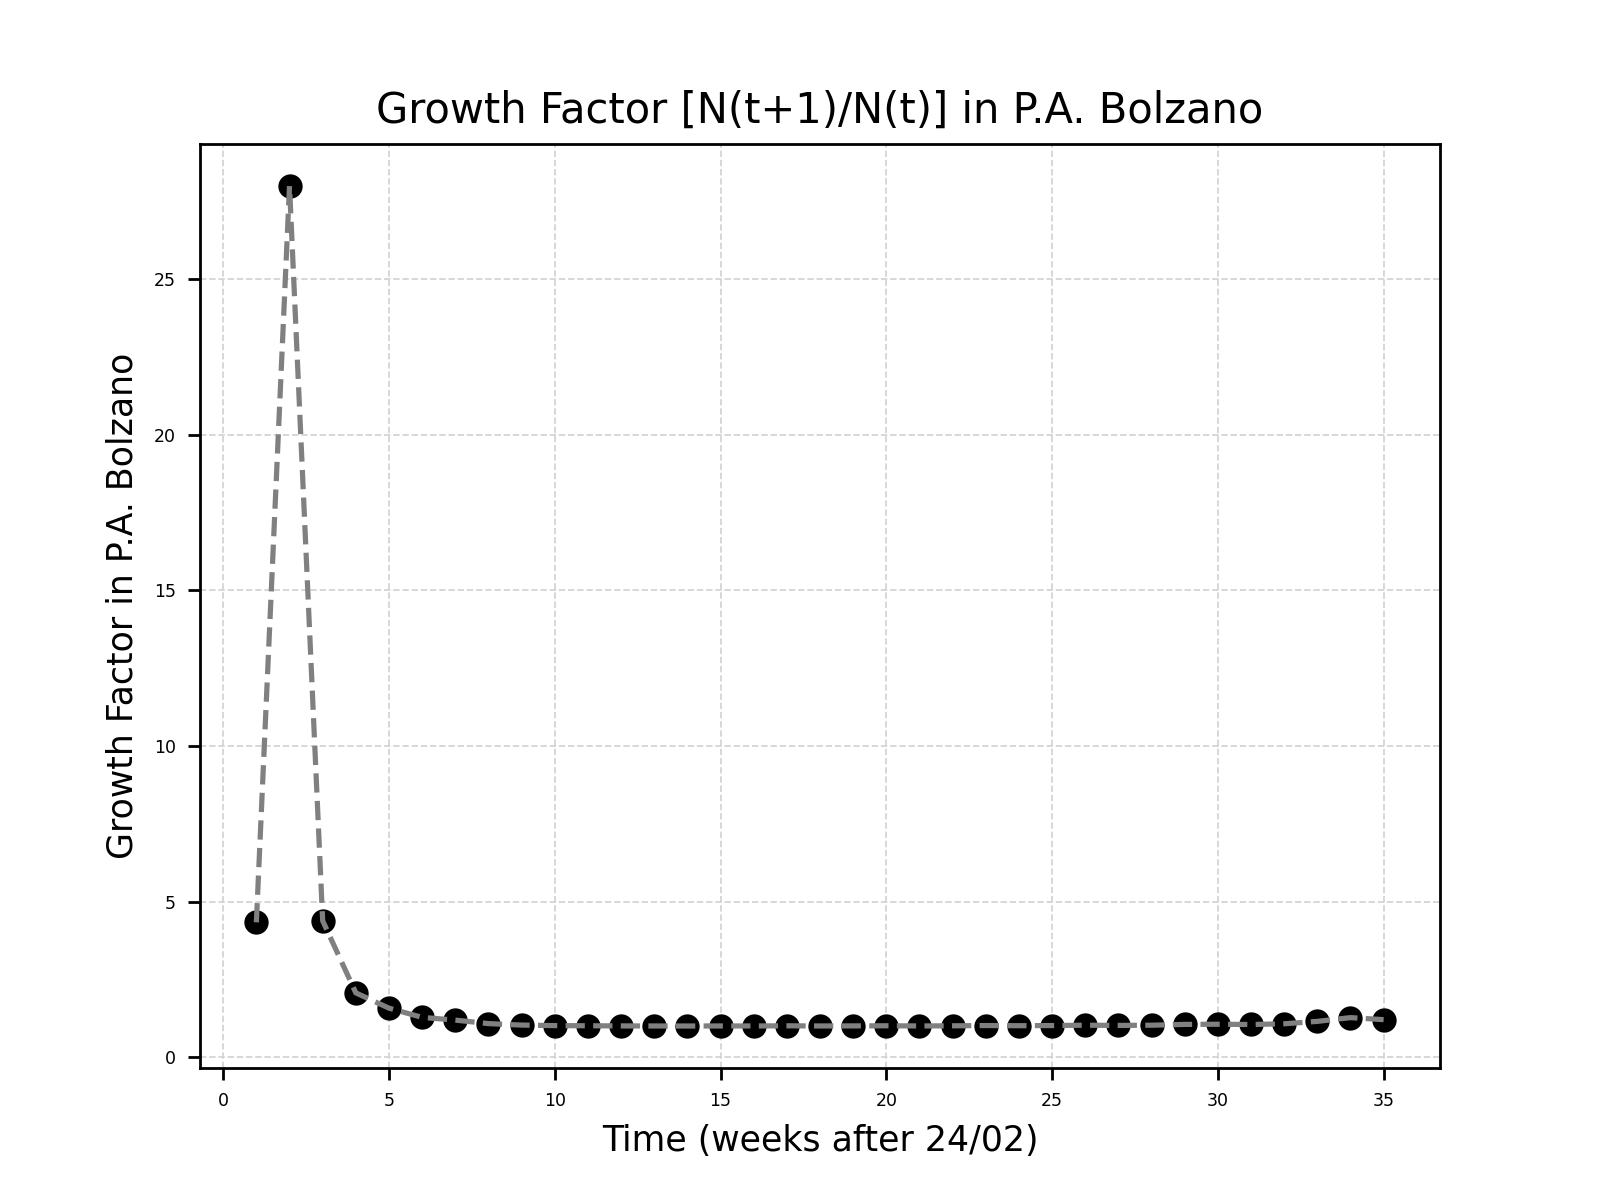 Growth Factor [N(t+1)/N(t)] in P.A. Bolzano
Growth Factor in P.A. Bolzano
25
20
15
10
5
0
0 5 10 15 20 25 30 35
Time (weeks after 24/02)